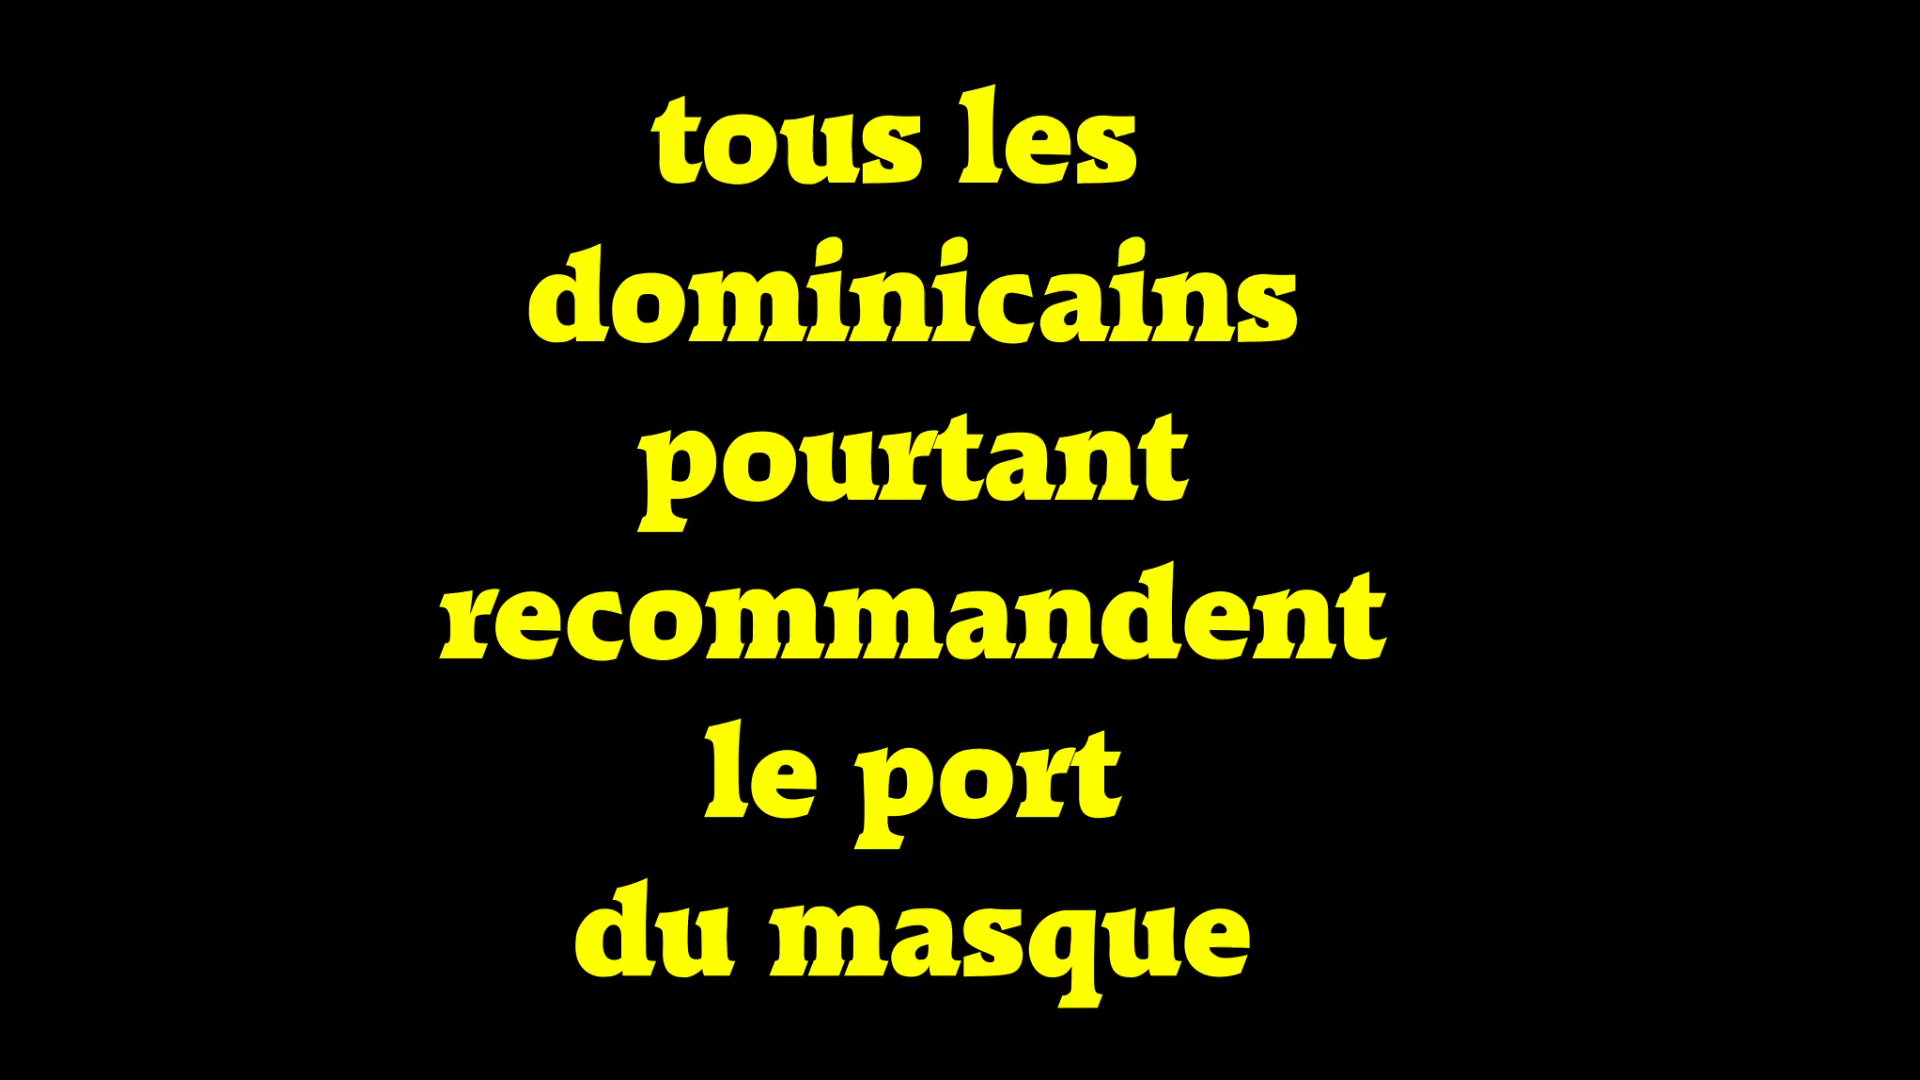 tous les
dominicains
pourtant
recommandent
le port
du masque